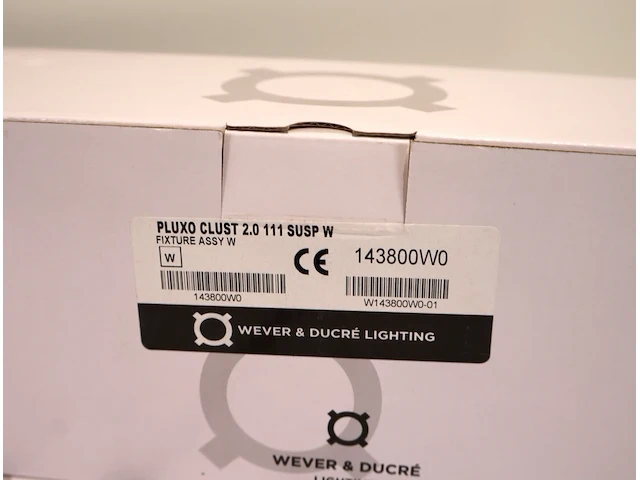 PLUXO CLUST 2.0 111 SUSP W
FIXTURE ASSY W
W
CE
143800W0
143800W0
W143800W0-01
WEVER & DUCRÉ LIGHTING
WEVER & DUCRÉ